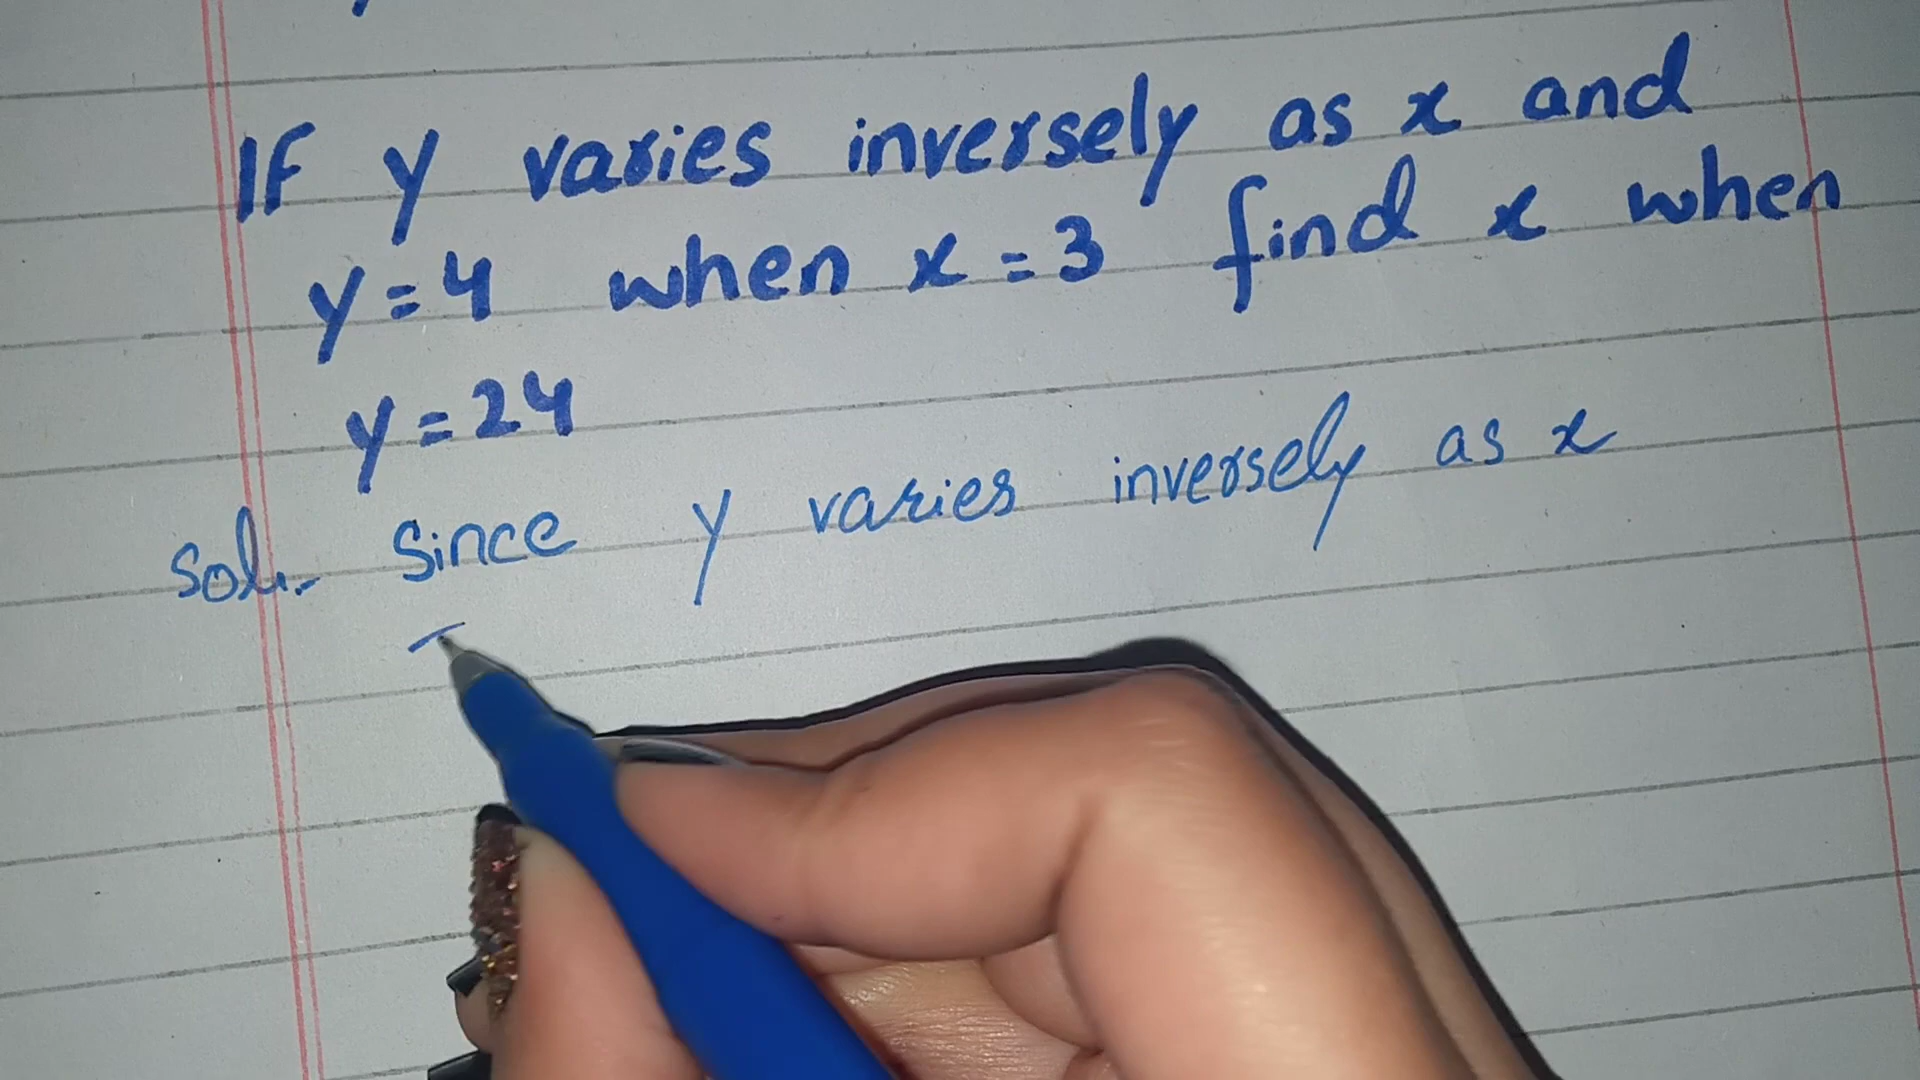 If y varies inversely as x and
y = 4 when x = 3 find x when
y = 24
Sol:- Since y varies inversely as x